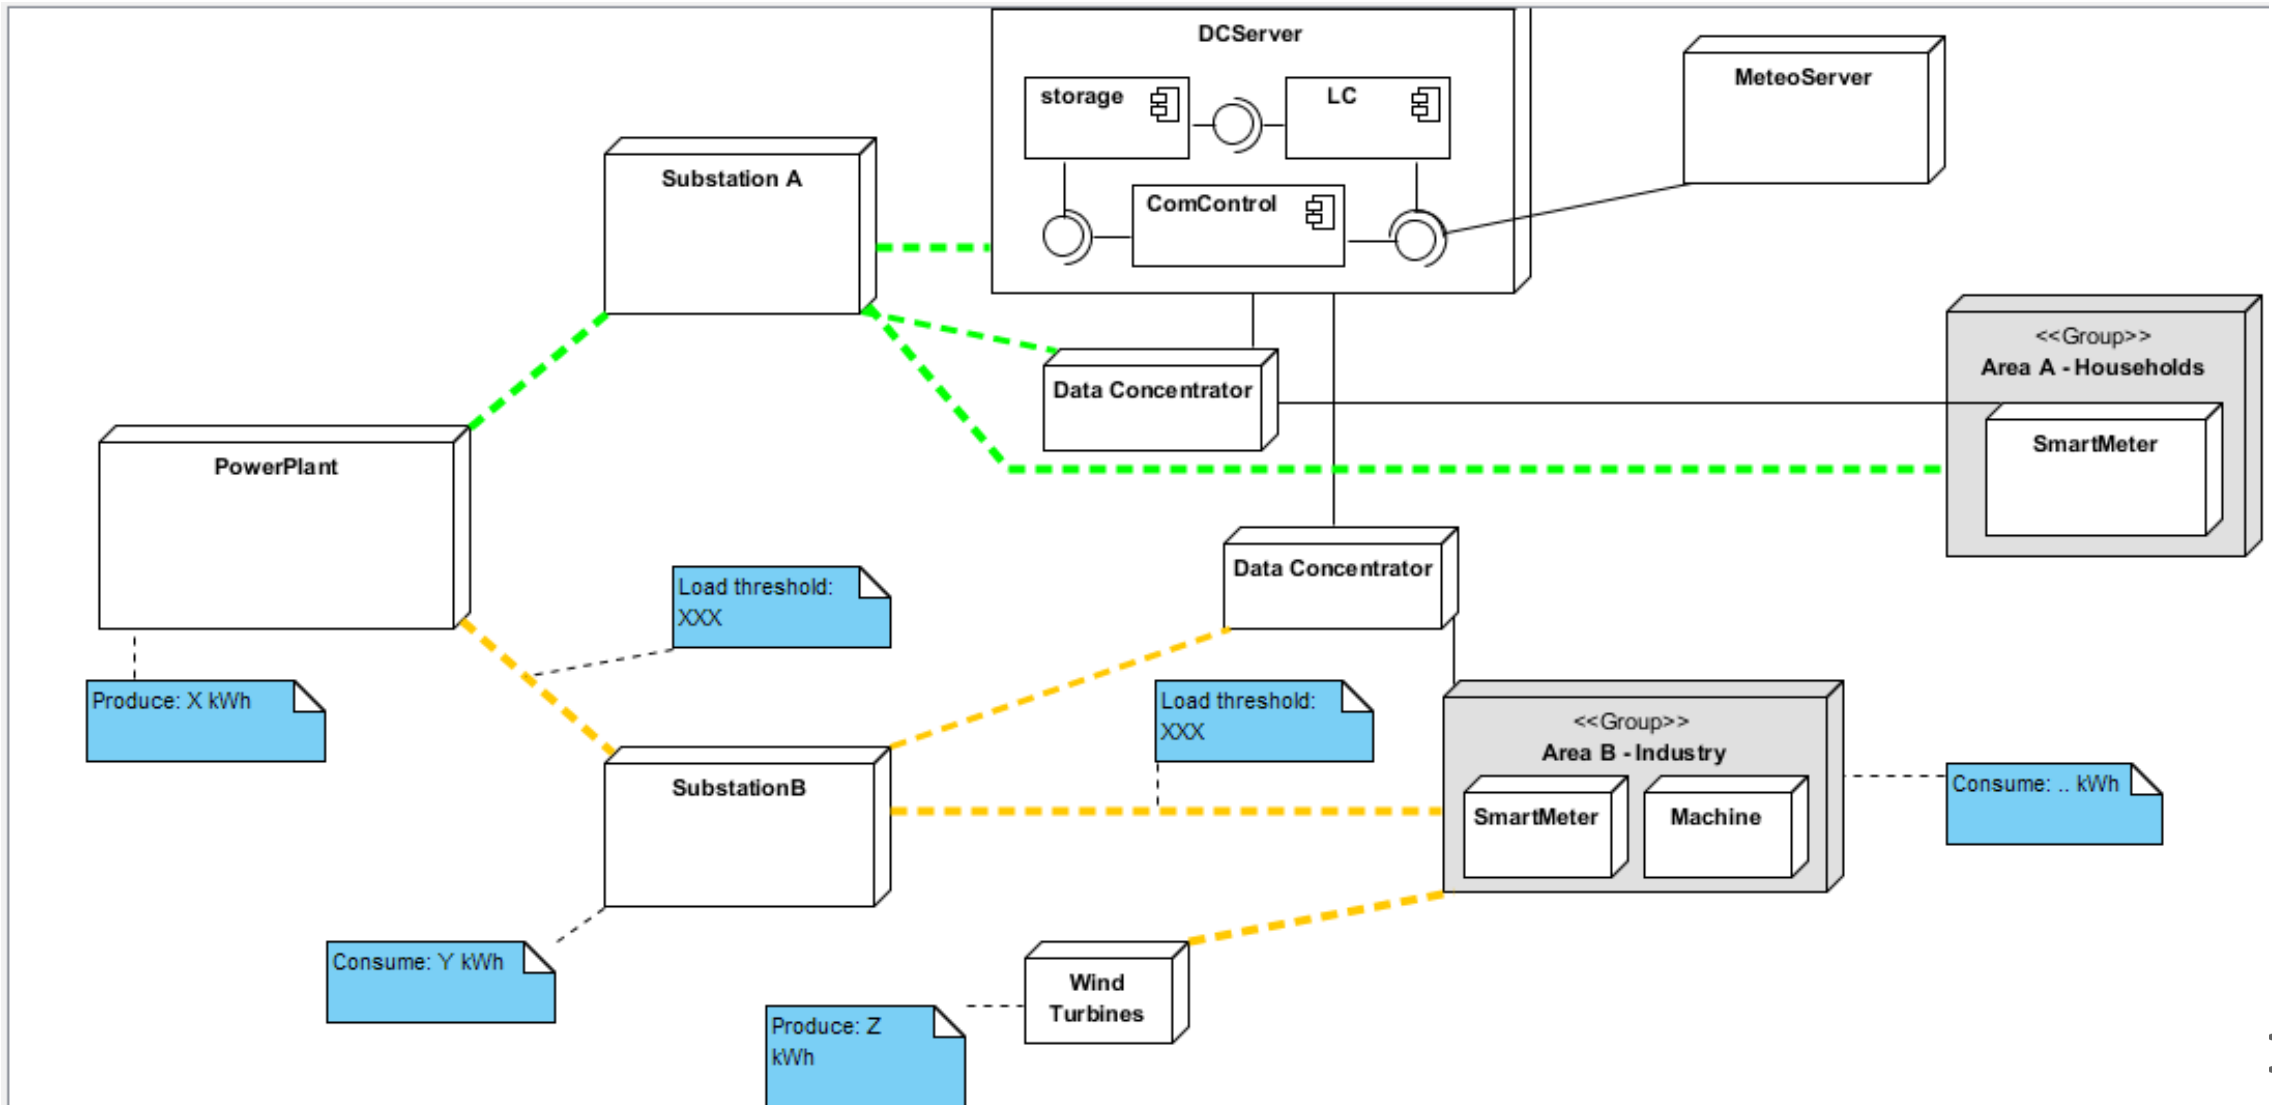 DCServer
MeteoServer
storage
LC
Substation A
ComControl
<<Group>>
Area A - Households
Data Concentrator
SmartMeter
PowerPlant
Data Concentrator
Load threshold:
XXX
Produce: X kWh
Load threshold:
XXX
<<Group>>
Area B - Industry
SubstationB
SmartMeter
Machine
Consume: .. kWh
Consume: Y kWh
Wind
Turbines
Produce: Z
kWh